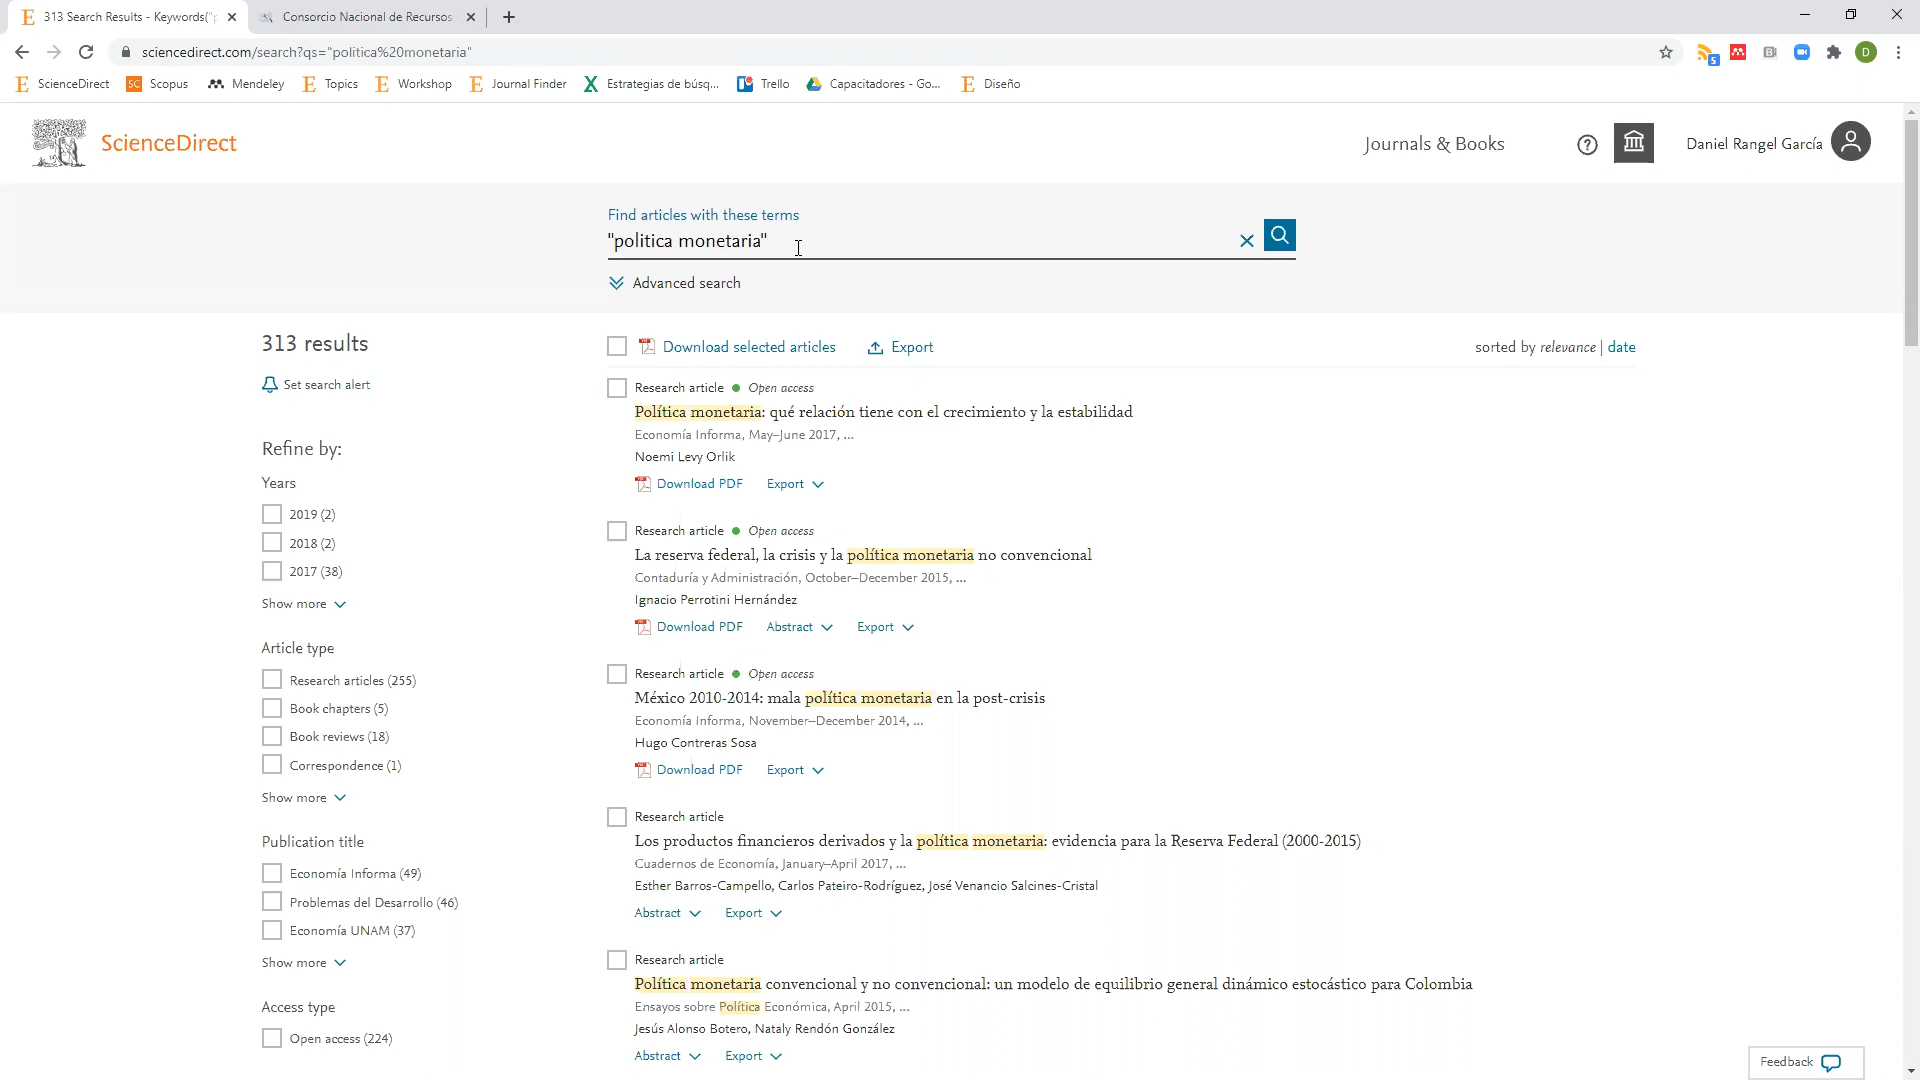 313 Search Results - Keywords("p
Consorcio Nacional de Recursos
sciencedirect.com/search?qs="politica%20monetaria"
5
D
ScienceDirect
SC Scopus
Mendeley
Topics
Workshop
Journal Finder
Estrategias de búsq...
Trello
Capacitadores - Go...
Diseño
ScienceDirect
Journals & Books
?
Daniel Rangel García
Find articles with these terms
"politica monetaria"
Advanced search
313 results
Set search alert
Refine by:
Years
2019 (2)
2018 (2)
2017 (38)
Show more
Article type
Research articles (255)
Book chapters (5)
Book reviews (18)
Correspondence (1)
Show more
Publication title
Economía Informa (49)
Problemas del Desarrollo (46)
Economía UNAM (37)
Show more
Access type
Open access (224)
Download selected articles
Export
sorted by relevance | date
Research article Open access
Política monetaria: qué relación tiene con el crecimiento y la estabilidad
Economía Informa, May–June 2017, ...
Noemi Levy Orlik
Download PDF Export
Research article Open access
La reserva federal, la crisis y la política monetaria no convencional
Contaduría y Administración, October–December 2015, ...
Ignacio Perrotini Hernández
Download PDF Abstract Export
Research article Open access
México 2010-2014: mala política monetaria en la post-crisis
Economía Informa, November–December 2014, ...
Hugo Contreras Sosa
Download PDF Export
Research article
Los productos financieros derivados y la política monetaria: evidencia para la Reserva Federal (2000-2015)
Cuadernos de Economía, January–April 2017, ...
Esther Barros-Campello, Carlos Pateiro-Rodríguez, José Venancio Salcines-Cristal
Abstract Export
Research article
Política monetaria convencional y no convencional: un modelo de equilibrio general dinámico estocástico para Colombia
Ensayos sobre Política Económica, April 2015, ...
Jesús Alonso Botero, Nataly Rendón González
Abstract Export
Feedback